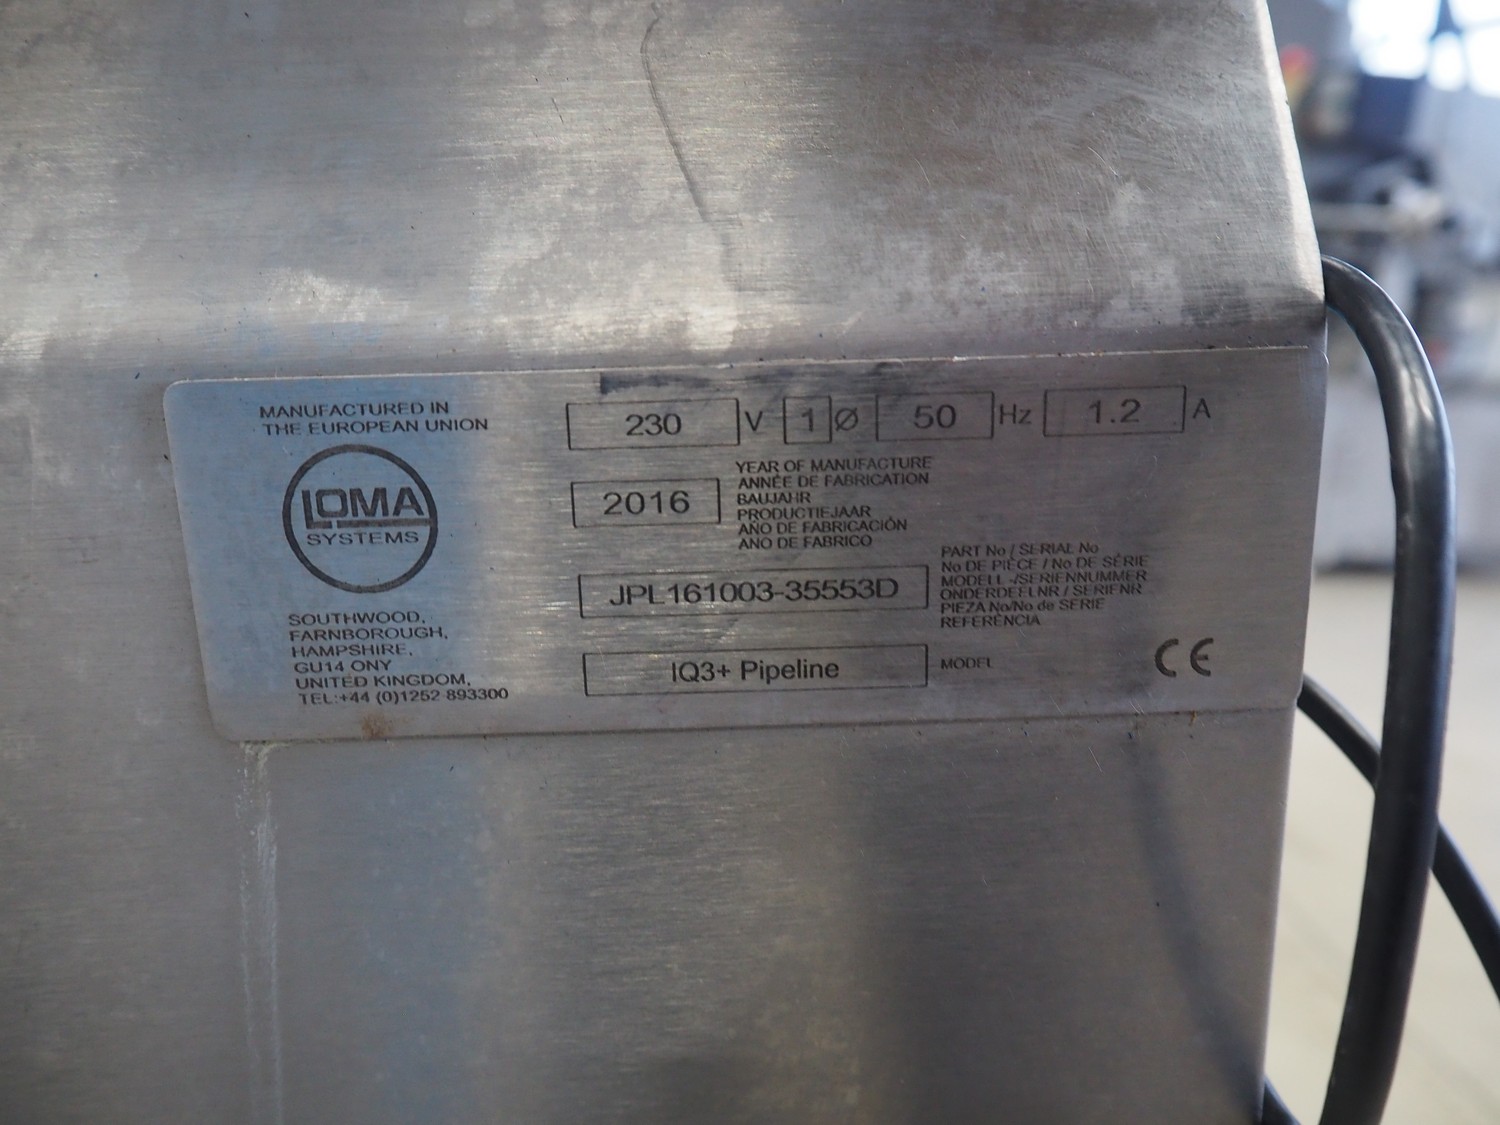 MANUFACTURED IN
THE EUROPEAN UNION
LOMA
SYSTEMS
SOUTHWOOD,
FARNBOROUGH,
HAMPSHIRE,
GU14 ONY
UNITED KINGDOM,
TEL:+44 (0)1252 893300
230 V 1 Ø 50 Hz 1.2 A
2016
YEAR OF MANUFACTURE
ANNÉE DE FABRICATION
BAUJAHR
PRODUCTIEJAAR
AÑO DE FABRICACIÓN
ANO DE FABRICO
JPL161003-35553D
PART No / SERIAL No
No DE PIÈCE / No DE SÉRIE
MODELL -/SERIENNUMMER
ONDERDEELNR / SERIENR
PIEZA No/No de SERIE
REFERÊNCIA
IQ3+ Pipeline MODEL
CE